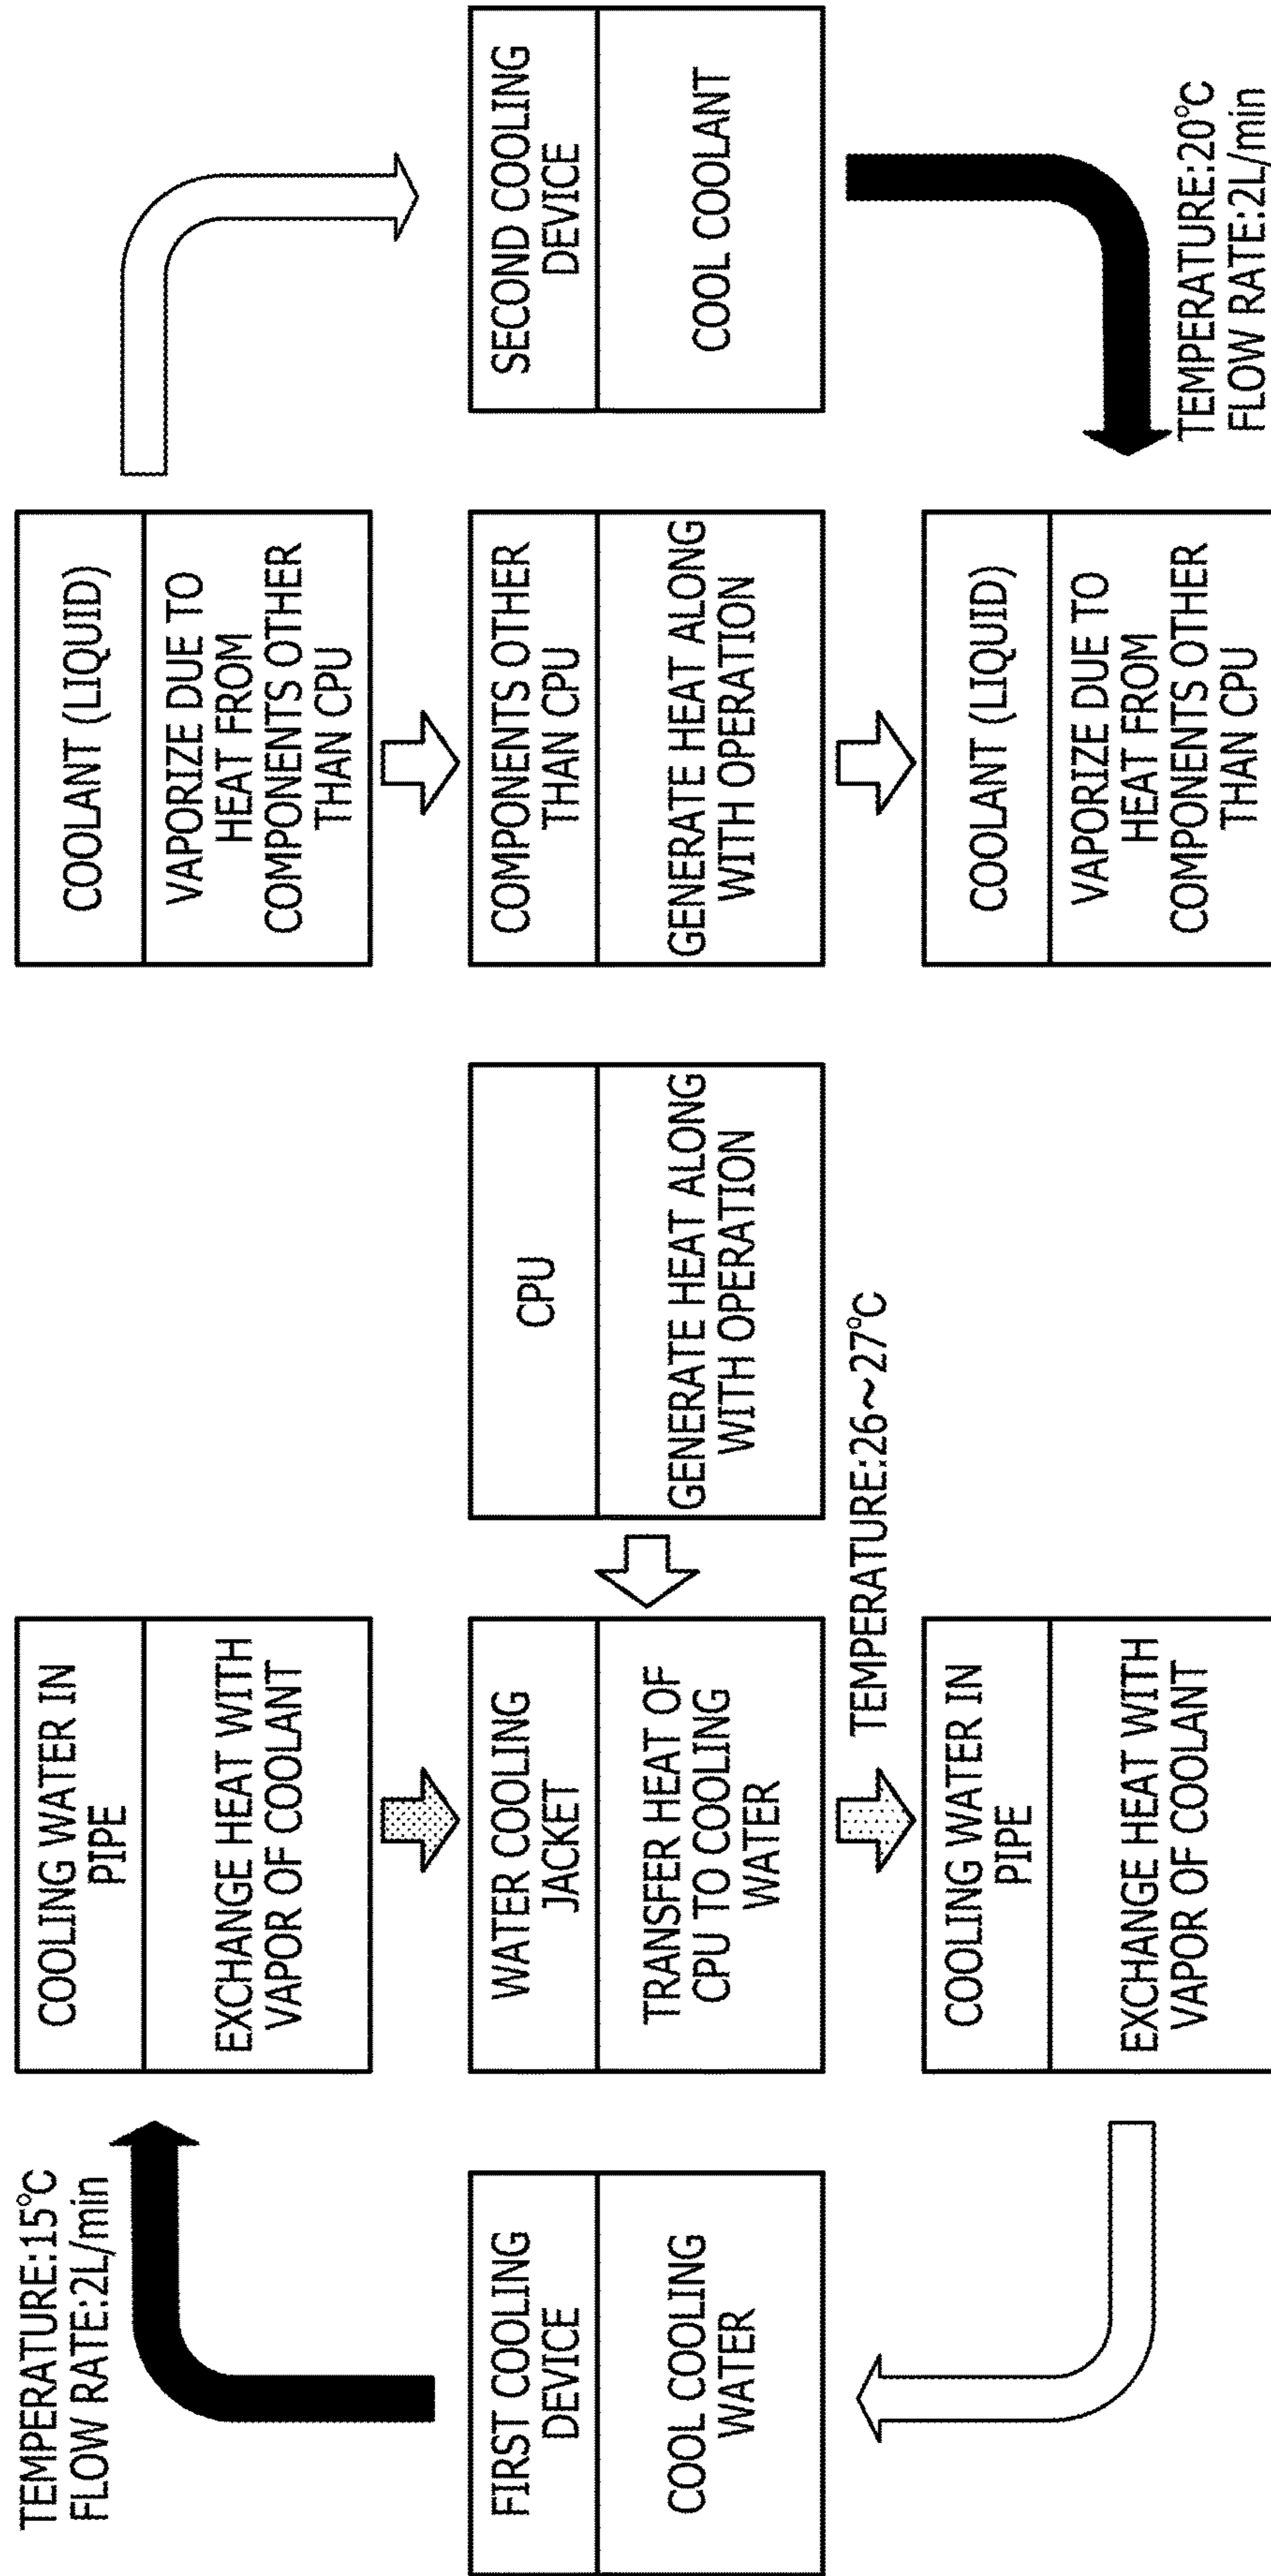 TEMPERATURE:15°C
FLOW RATE:2L/min
COOLING WATER IN
PIPE
EXCHANGE HEAT WITH
VAPOR OF COOLANT
COOLANT (LIQUID)
VAPORIZE DUE TO
HEAT FROM
COMPONENTS OTHER
THAN CPU
FIRST COOLING
DEVICE
COOL COOLING
WATER
WATER COOLING
JACKET
TRANSFER HEAT OF
CPU TO COOLING
WATER
CPU
GENERATE HEAT ALONG
WITH OPERATION
COMPONENTS OTHER
THAN CPU
GENERATE HEAT ALONG
WITH OPERATION
SECOND COOLING
DEVICE
COOL COOLANT
TEMPERATURE:26～27°C
COOLING WATER IN
PIPE
EXCHANGE HEAT WITH
VAPOR OF COOLANT
COOLANT (LIQUID)
VAPORIZE DUE TO
HEAT FROM
COMPONENTS OTHER
THAN CPU
TEMPERATURE:20°C
FLOW RATE:2L/min